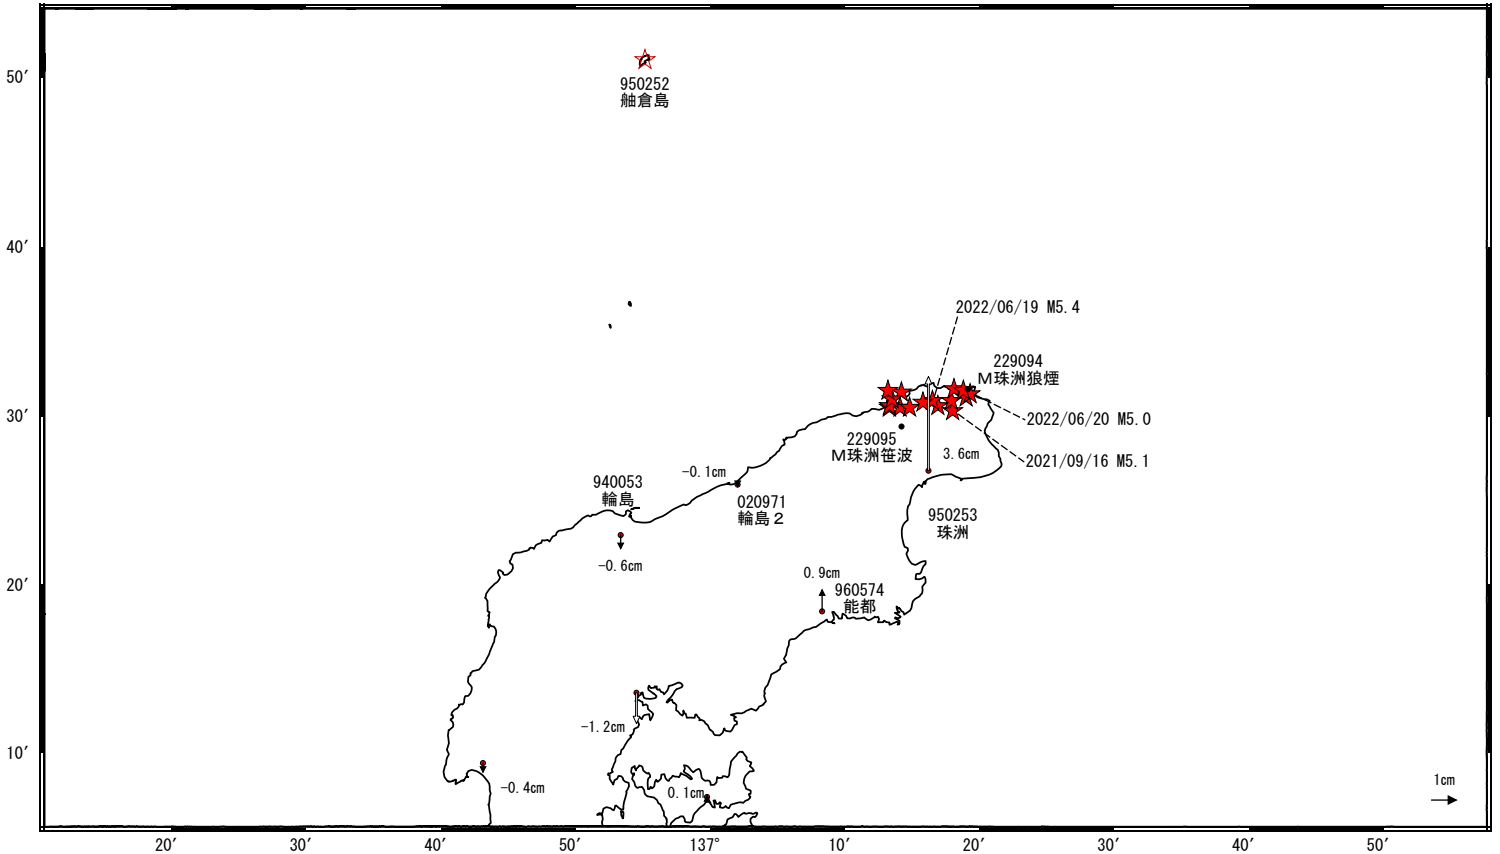 50′
950252
舳倉島
40′
2022/06/19 M5.4
229094
M珠洲狼煙
30′
2022/06/20 M5.0
229095
M珠洲笹波
3.6cm
2021/09/16 M5.1
-0.1cm
940053
輪島
020971
輪島２
950253
珠洲
-0.6cm
0.9cm
20′
960574
能都
-1.2cm
10′
-0.4cm
0.1cm
1cm
20′ 30′ 40′ 50′ 137° 10′ 20′ 30′ 40′ 50′